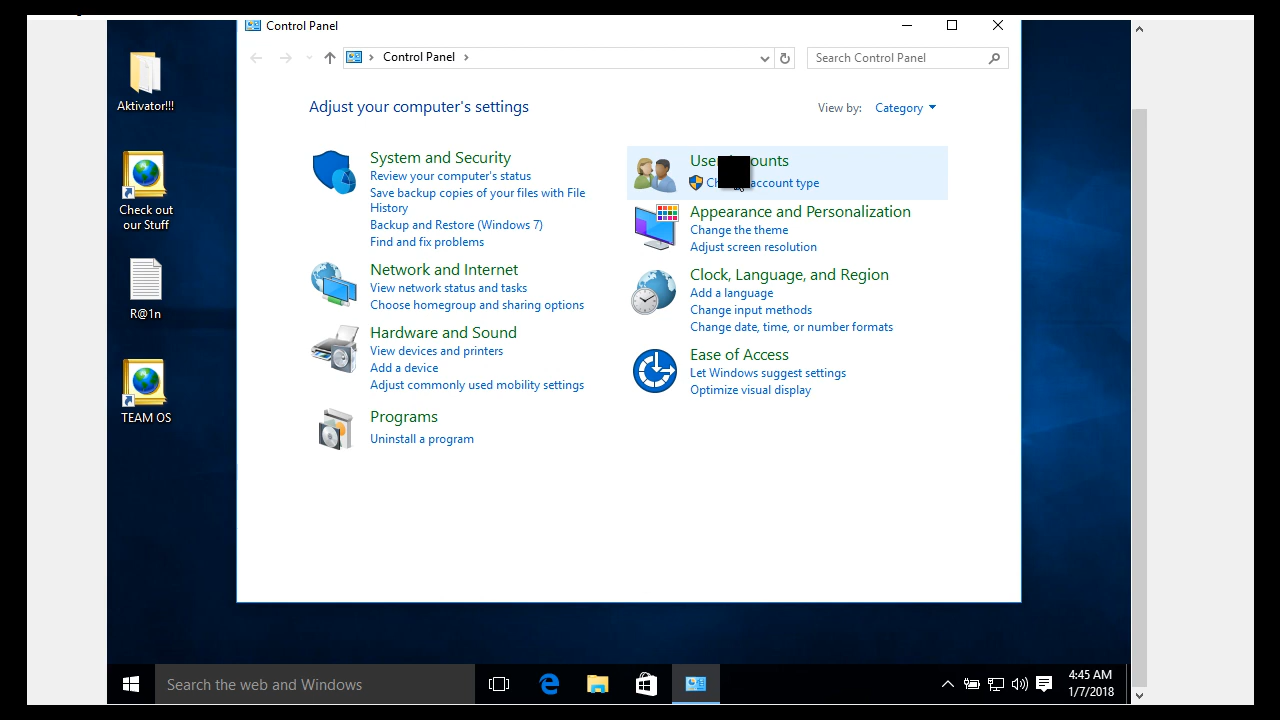 Control Panel
Control Panel
Search Control Panel
Adjust your computer's settings
View by: Category
System and Security
Review your computer's status
Save backup copies of your files with File
History
Backup and Restore (Windows 7)
Find and fix problems
Network and Internet
View network status and tasks
Choose homegroup and sharing options
Hardware and Sound
View devices and printers
Add a device
Adjust commonly used mobility settings
Programs
Uninstall a program
account type
Appearance and Personalization
Change the theme
Adjust screen resolution
Clock, Language, and Region
Add a language
Change input methods
Change date, time, or number formats
Ease of Access
Let Windows suggest settings
Optimize visual display
Aktivator!!!
Check out
our Stuff
R@1n
TEAM OS
Search the web and Windows
4:45 AM
1/7/2018